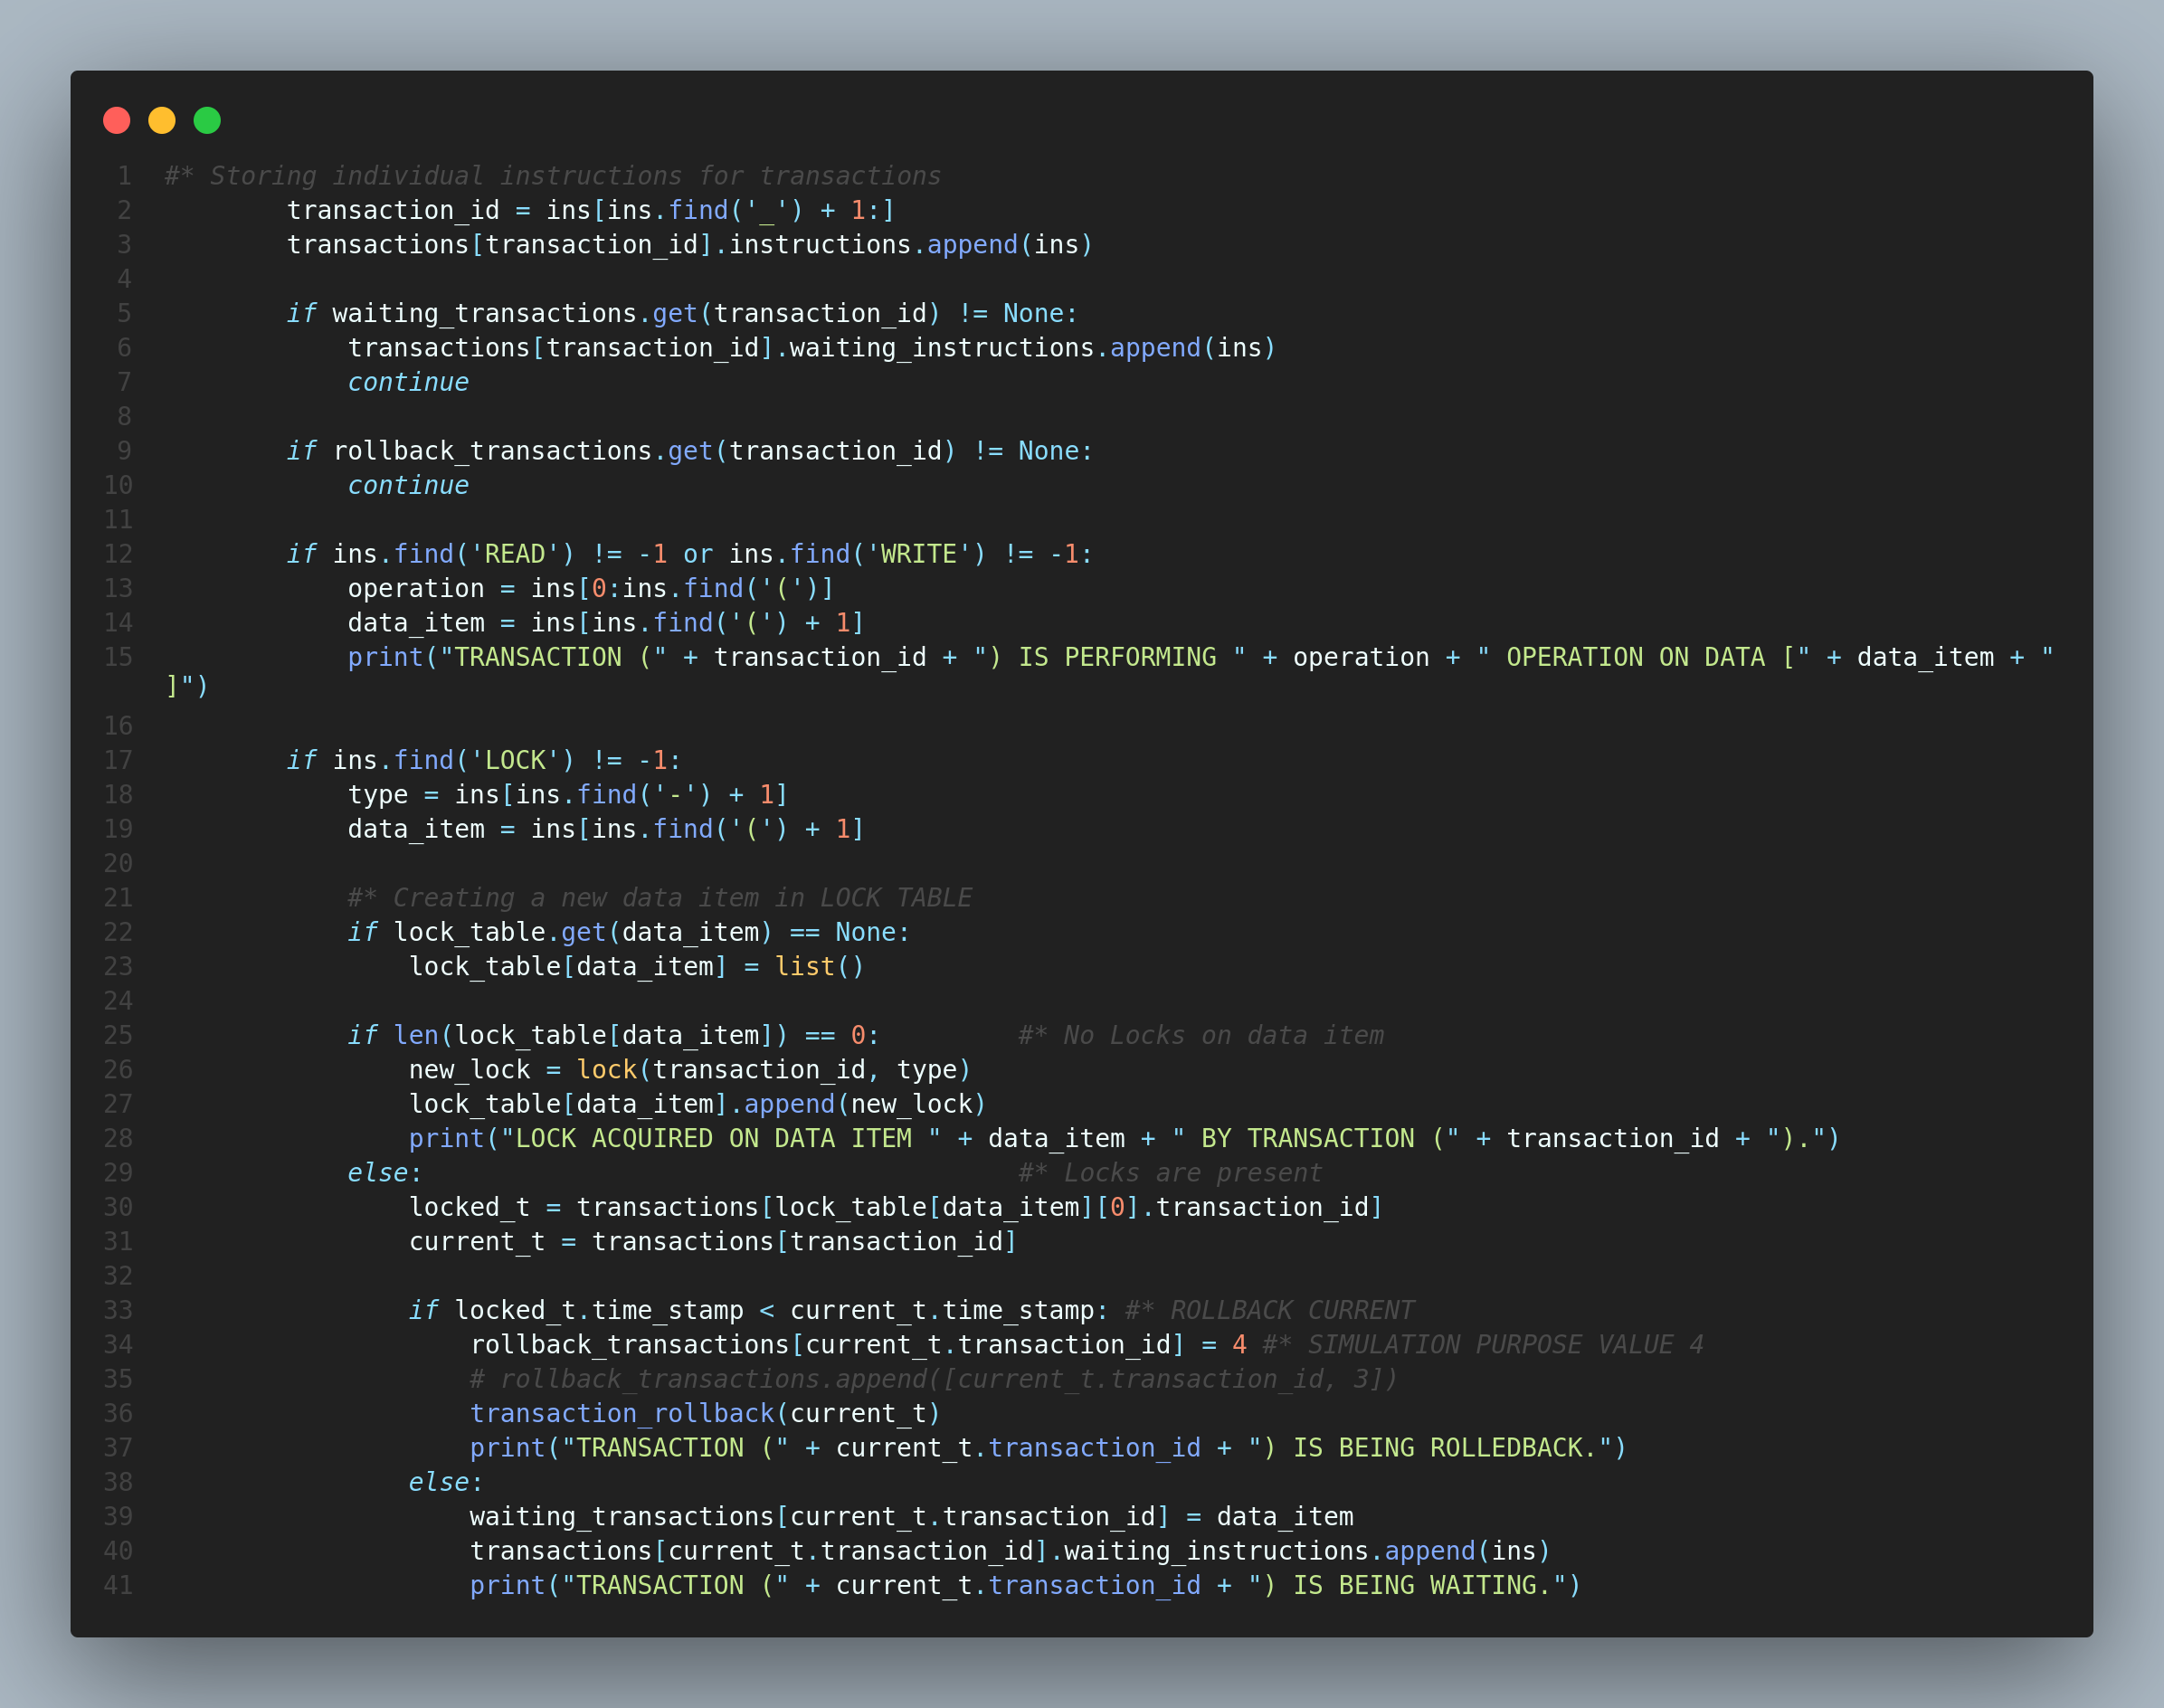 1 #* Storing individual instructions for transactions
2         transaction_id = ins[ins.find('_') + 1:]
3         transactions[transaction_id].instructions.append(ins)
4
5         if waiting_transactions.get(transaction_id) != None:
6             transactions[transaction_id].waiting_instructions.append(ins)
7             continue
8
9         if rollback_transactions.get(transaction_id) != None:
10             continue
11
12         if ins.find('READ') != -1 or ins.find('WRITE') != -1:
13             operation = ins[0:ins.find('(')]
14             data_item = ins[ins.find('(') + 1]
15             print("TRANSACTION (" + transaction_id + ") IS PERFORMING " + operation + " OPERATION ON DATA [" + data_item + "
]")
16
17         if ins.find('LOCK') != -1:
18             type = ins[ins.find('-') + 1]
19             data_item = ins[ins.find('(') + 1]
20
21             #* Creating a new data item in LOCK TABLE
22             if lock_table.get(data_item) == None:
23                 lock_table[data_item] = list()
24
25             if len(lock_table[data_item]) == 0:         #* No Locks on data item
26                 new_lock = lock(transaction_id, type)
27                 lock_table[data_item].append(new_lock)
28                 print("LOCK ACQUIRED ON DATA ITEM " + data_item + " BY TRANSACTION (" + transaction_id + ").")
29             else:                                       #* Locks are present
30                 locked_t = transactions[lock_table[data_item][0].transaction_id]
31                 current_t = transactions[transaction_id]
32
33                 if locked_t.time_stamp < current_t.time_stamp: #* ROLLBACK CURRENT
34                     rollback_transactions[current_t.transaction_id] = 4 #* SIMULATION PURPOSE VALUE 4
35                     # rollback_transactions.append([current_t.transaction_id, 3])
36                     transaction_rollback(current_t)
37                     print("TRANSACTION (" + current_t.transaction_id + ") IS BEING ROLLEDBACK.")
38                 else:
39                     waiting_transactions[current_t.transaction_id] = data_item
40                     transactions[current_t.transaction_id].waiting_instructions.append(ins)
41                     print("TRANSACTION (" + current_t.transaction_id + ") IS BEING WAITING.")